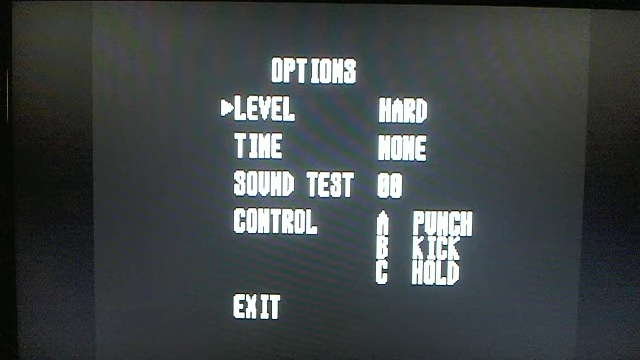 OPTIONS
LEVEL HARD
TIME NONE
SOUND TEST 00
CONTROL A PUNCH
B KICK
C HOLD
EXIT